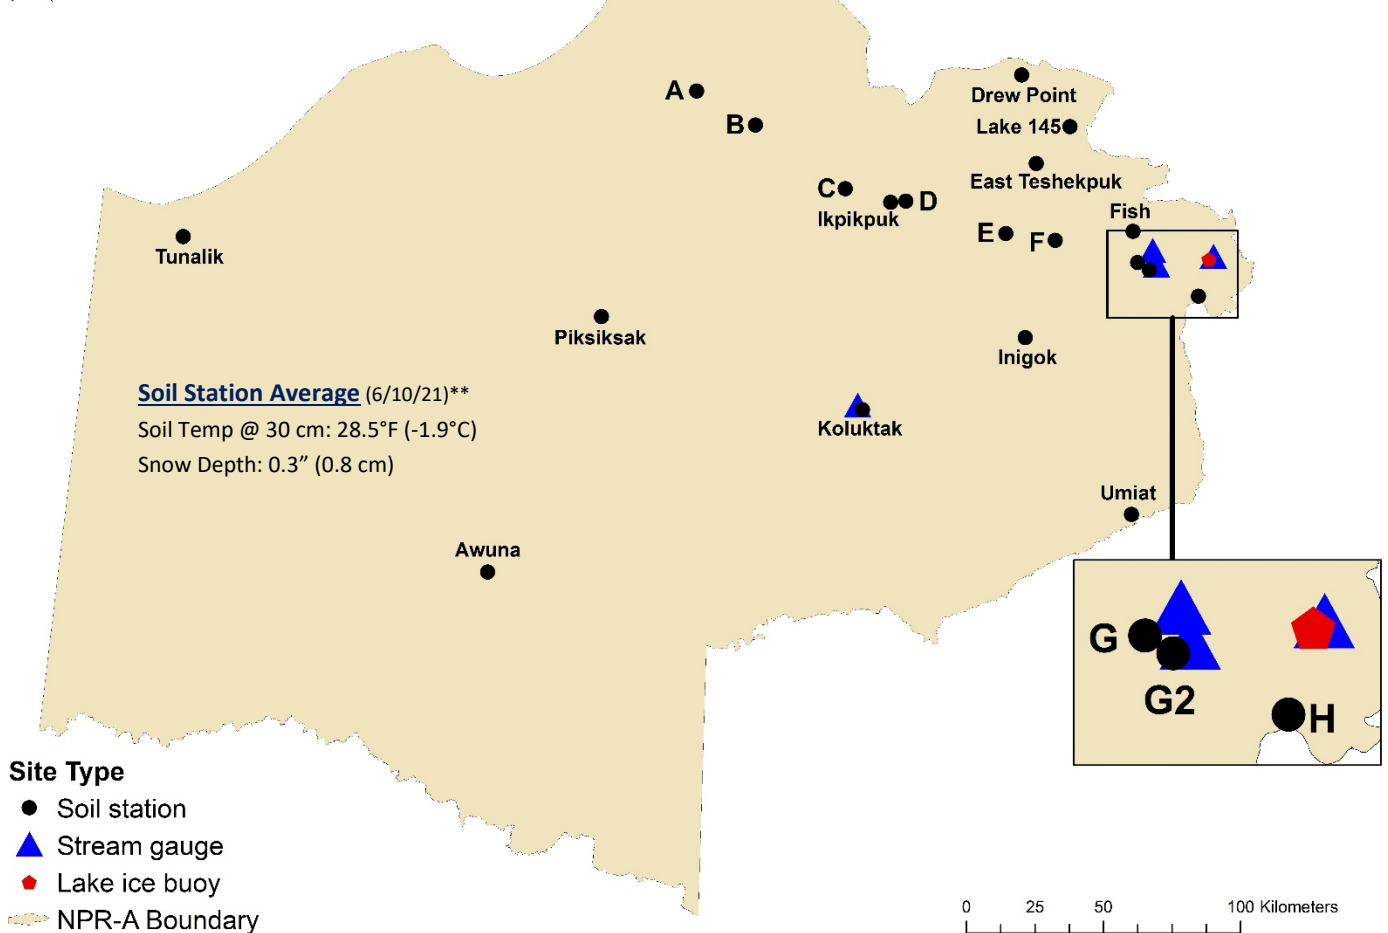 A
B
Drew Point
Lake 145
East Teshekpuk
C
D
Ikpikpuk
Fish
E
F
Tunalik
Piksiksak
Inigok
Soil Station Average (6/10/21)**
Soil Temp @ 30 cm: 28.5°F (-1.9°C)
Snow Depth: 0.3” (0.8 cm)
Koluktak
Umiat
Awuna
G
G2
H
Site Type
Soil station
Stream gauge
Lake ice buoy
NPR-A Boundary
0 25 50 100 Kilometers